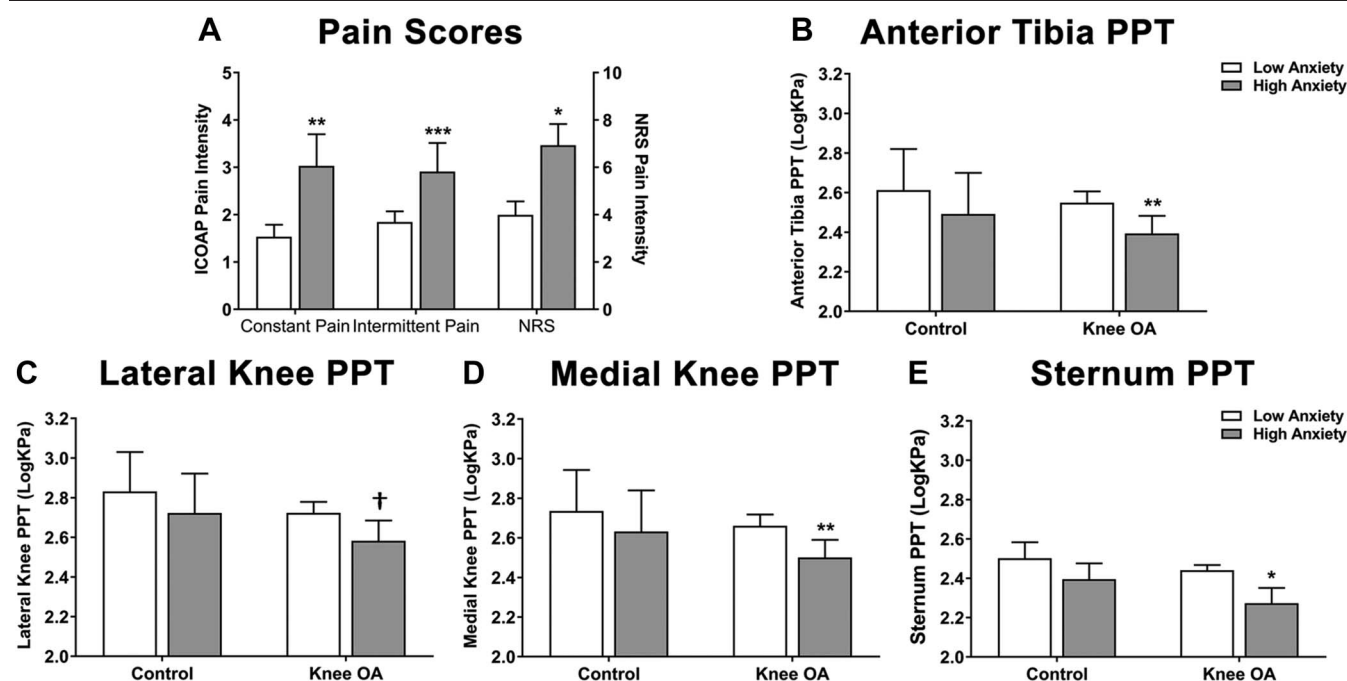 A Pain Scores
ICOAP Pain Intensity
5
4
3
2
1
0
** *** *
10
8
6
4
2
0
NRS Pain Intensity
Constant Pain Intermittent Pain NRS
B Anterior Tibia PPT
Anterior Tibia PPT (LogKPa)
3.2
2.8
2.6
2.4
2.2
2.0
**
Control Knee OA
Low Anxiety
High Anxiety
C Lateral Knee PPT
Lateral Knee PPT (LogKPa)
3.2
3.0
2.8
2.6
2.4
2.2
2.0
†
Control Knee OA
D Medial Knee PPT
Medial Knee PPT (LogKPa)
3.2
3.0
2.8
2.6
2.4
2.2
2.0
**
Control Knee OA
E Sternum PPT
Sternum PPT (LogKPa)
3.2
3.0
2.8
2.6
2.4
2.2
2.0
*
Control Knee OA
Low Anxiety
High Anxiety